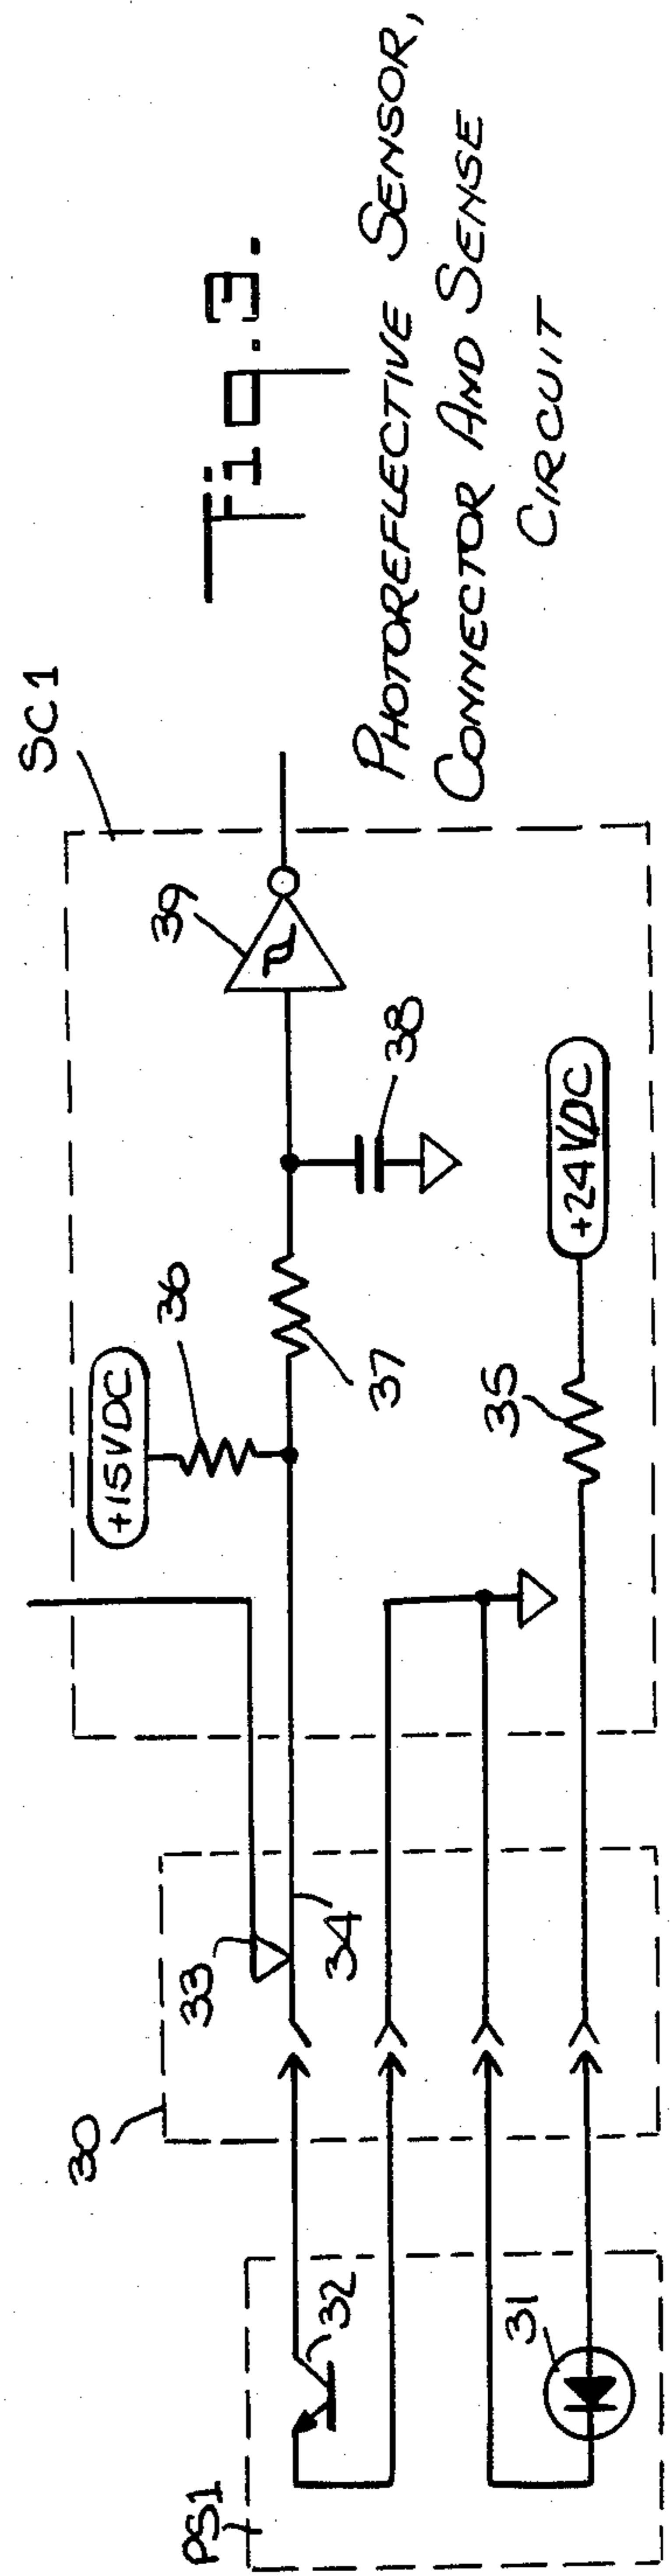 Fig. 3.
PHOTOREFLECTIVE SENSOR,
CONNECTOR AND SENSE
CIRCUIT
SC1
39
38
+15VDC
36
37
+24VDC
35
33
34
30
32
31
PS1